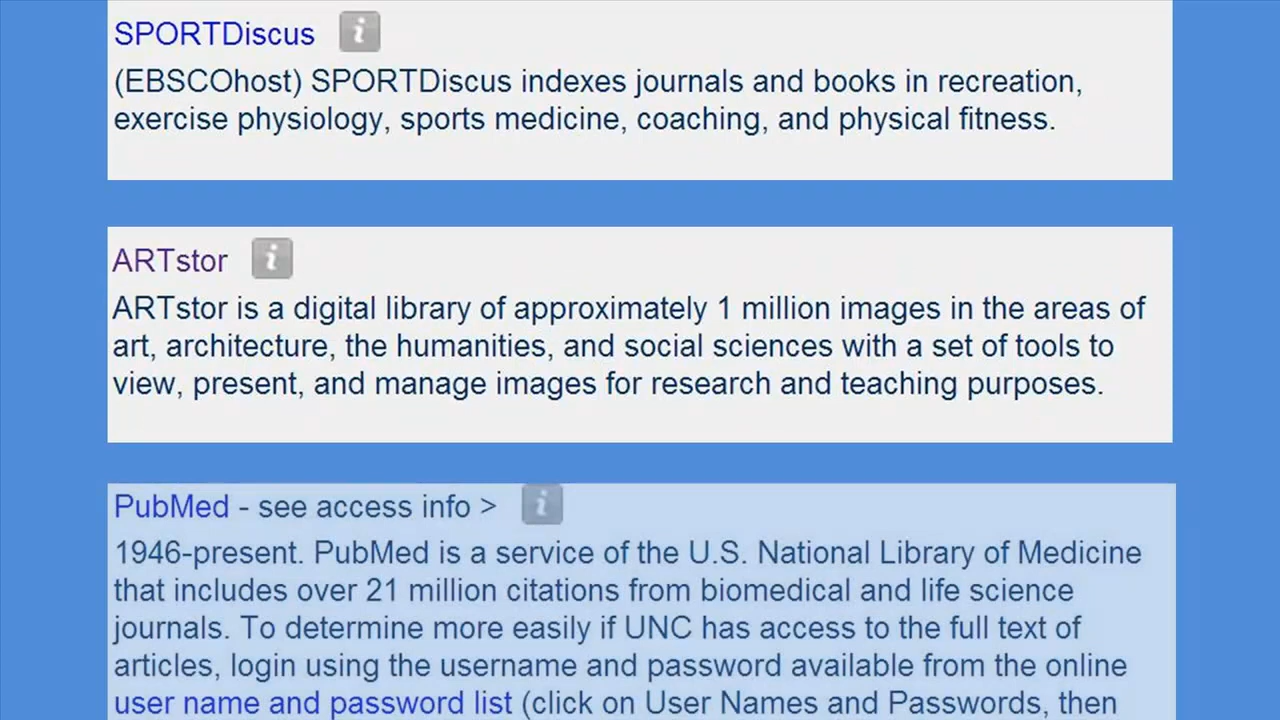 SPORTDiscus i
(EBSCOhost) SPORTDiscus indexes journals and books in recreation,
exercise physiology, sports medicine, coaching, and physical fitness.
ARTstor i
ARTstor is a digital library of approximately 1 million images in the areas of
art, architecture, the humanities, and social sciences with a set of tools to
view, present, and manage images for research and teaching purposes.
PubMed - see access info > i
1946-present. PubMed is a service of the U.S. National Library of Medicine
that includes over 21 million citations from biomedical and life science
journals. To determine more easily if UNC has access to the full text of
articles, login using the username and password available from the online
user name and password list (click on User Names and Passwords, then